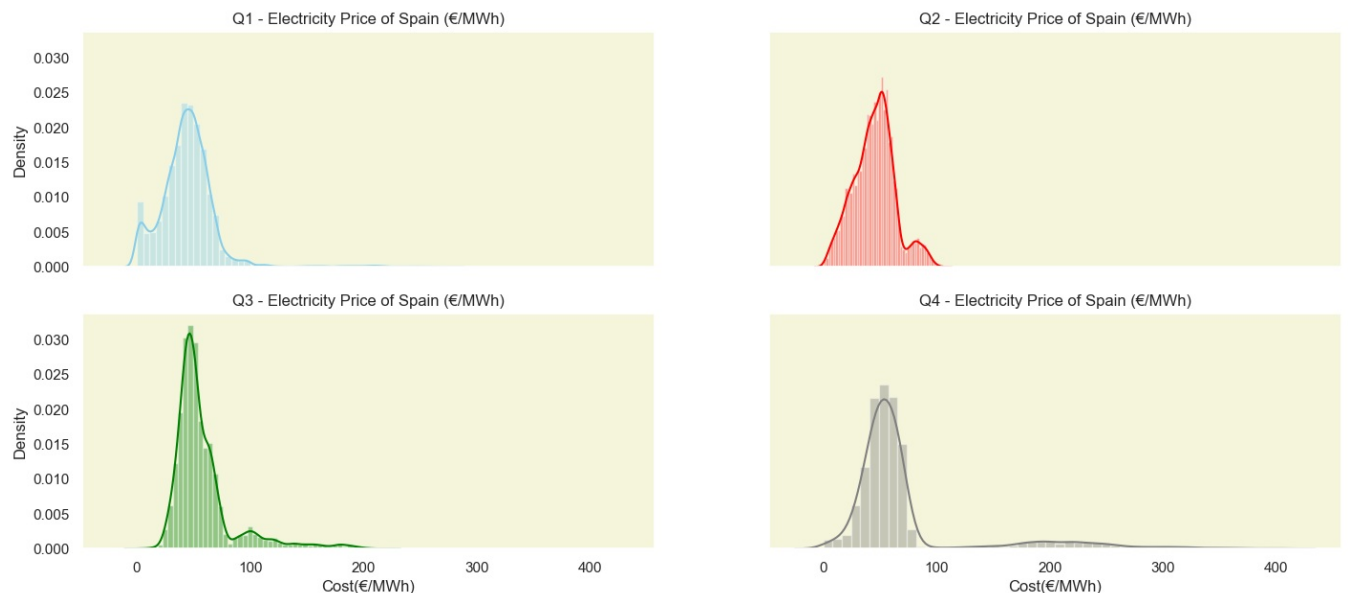 Q1 - Electricity Price of Spain (€/MWh)
Q2 - Electricity Price of Spain (€/MWh)
0.030
0.025
0.020
0.015
0.010
0.005
0.000
Density
Q3 - Electricity Price of Spain (€/MWh)
Q4 - Electricity Price of Spain (€/MWh)
0.030
0.025
0.020
0.015
0.010
0.005
0.000
Density
0 100 200 300 400
Cost(€/MWh)
0 100 200 300 400
Cost(€/MWh)